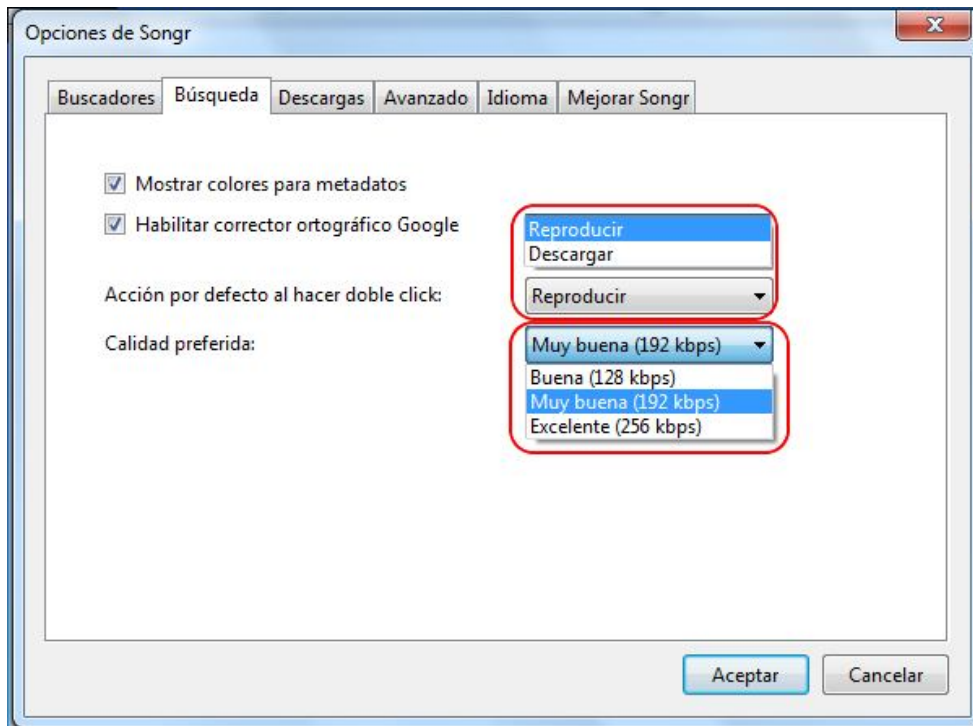 Opciones de Songr
Buscadores Búsqueda Descargas Avanzado Idioma Mejorar Songr
Mostrar colores para metadatos
Habilitar corrector ortográfico Google
Reproducir
Descargar
Acción por defecto al hacer doble click: Reproducir
Calidad preferida: Muy buena (192 kbps)
Buena (128 kbps)
Muy buena (192 kbps)
Excelente (256 kbps)
Aceptar Cancelar